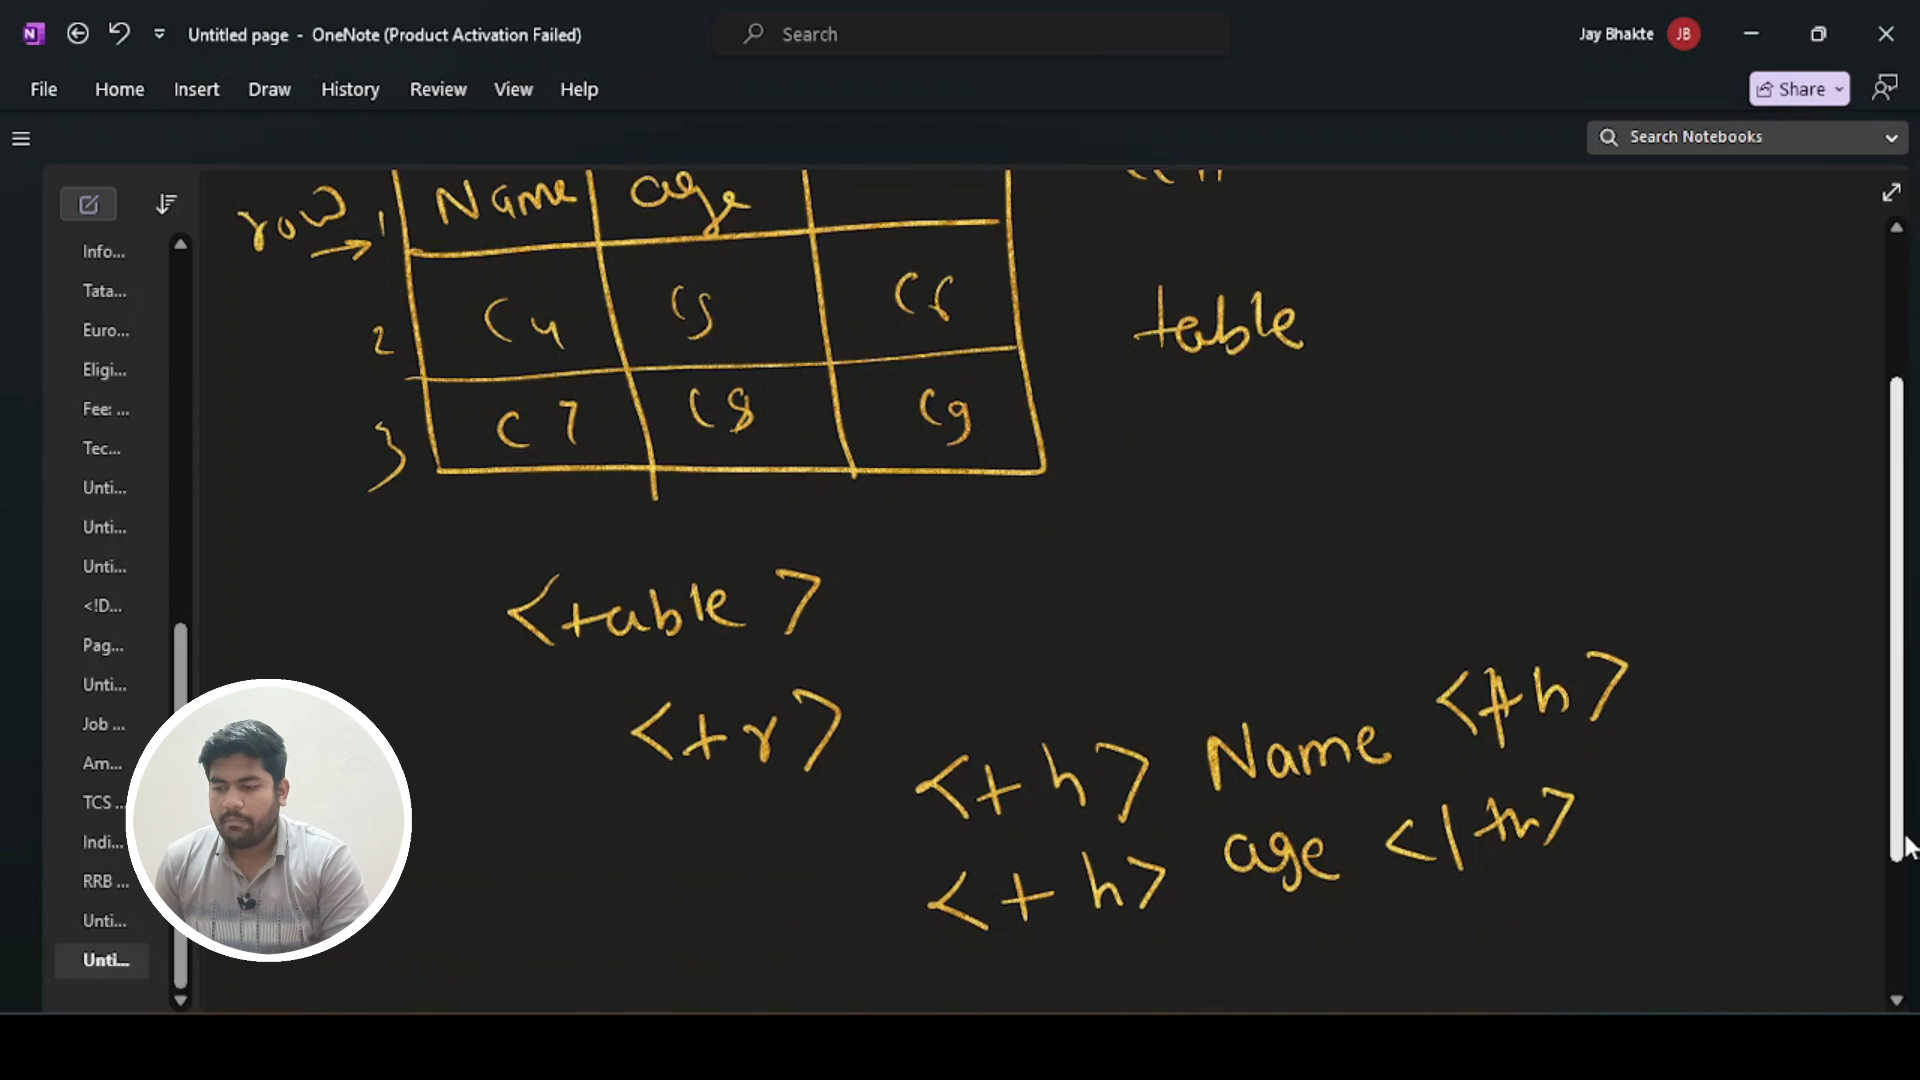 Untitled page - OneNote (Product Activation Failed)
Search
Jay Bhakte
JB
File Home Insert Draw History Review View Help
Share
Search Notebooks
Info...
Tata...
Euro...
Eligi...
Fee: ...
Tec...
Unti...
Unti...
Unti...
<!D...
Pag...
Unti...
Job ...
Am...
TCS ...
Indi...
RRB ...
Unti...
Unti...
row 1 Name age
2 C4 C5 C6
3 C7 C8 C9
table
<table>
<tr>
<th> Name </th>
<th> age </th>